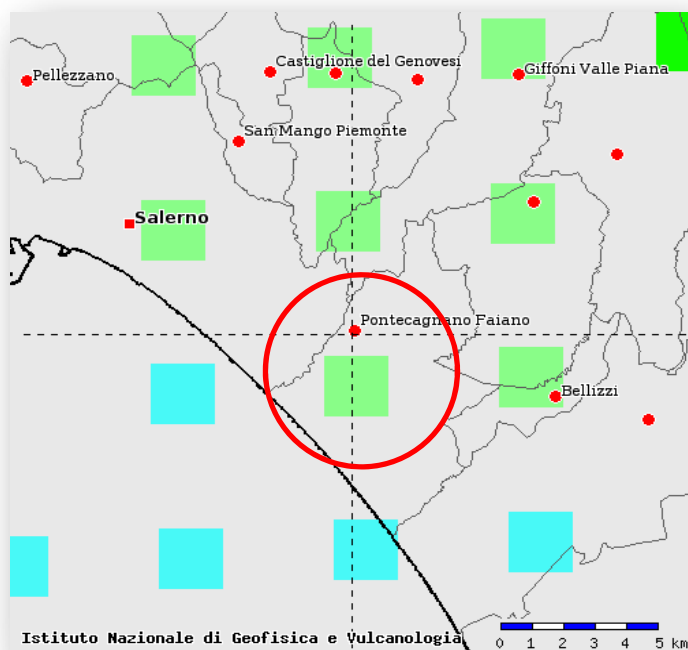 Castiglione del Genovesi
Giffoni Valle Piana
Pellezzano
San Mango Piemonte
Salerno
Pontecagnano Faiano
Bellizzi
Istituto Nazionale di Geofisica e Vulcanologia
0 1 2 3 4 5 km